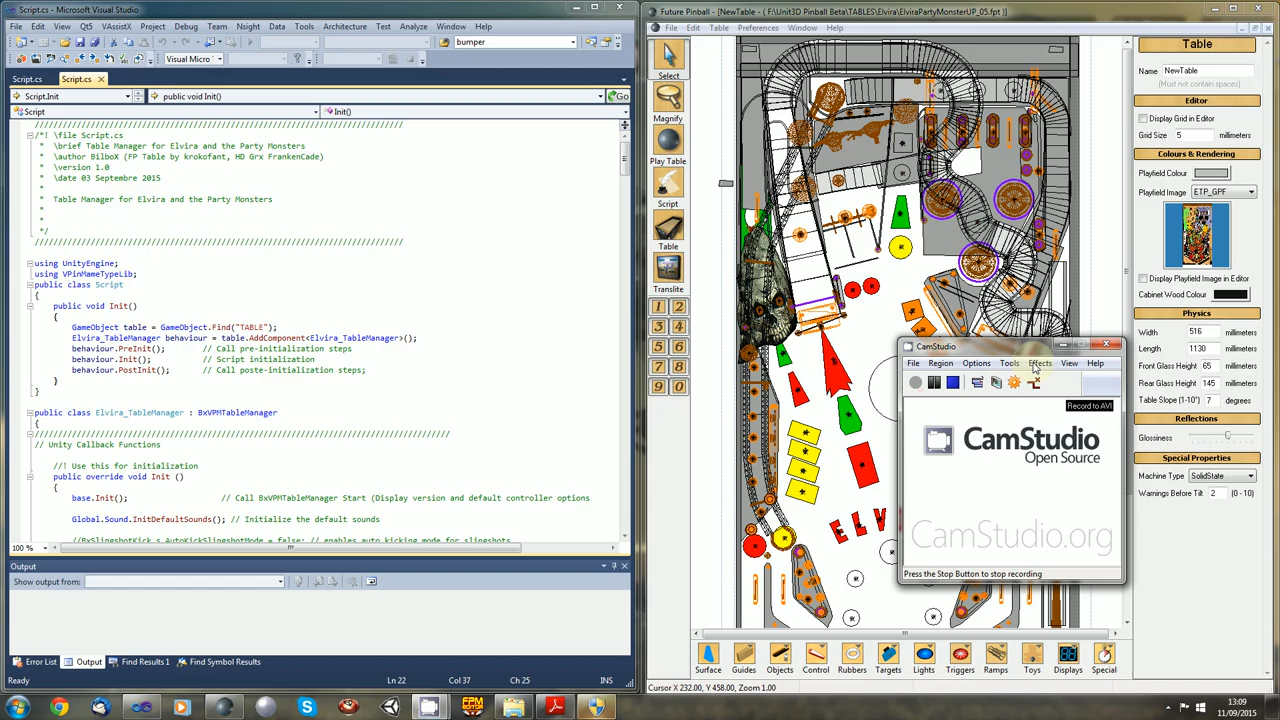 Script.cs - Microsoft Visual Studio
File Edit View VAssistX Project Debug Team Data Tools Architecture Test Analyze Window Help
bumper
Visual Micro
Script.cs Script.cs
Script.Init public void Init() Go
Script Init()
////////////////////////////////////////////////////////////////////
/*! \file Script.cs
* \brief Table Manager for Elvira and the Party Monsters
* \author BilboX (FP Table by krokofant, HD Grx FrankenCade)
* \version 1.0
* \date 03 Septembre 2015
*
* Table Manager for Elvira and the Party Monsters
*
*
*/
////////////////////////////////////////////////////////////////////
using UnityEngine;
using VPinMameTypeLib;
public class Script
{
public void Init()
{
GameObject table = GameObject.Find("TABLE");
Elvira_TableManager behaviour = table.AddComponent<Elvira_TableManager>();
behaviour.PreInit(); // Call pre-initialization steps
behaviour.Init(); // Script initialization
behaviour.PostInit(); // Call poste-initialization steps;
}
}
public class Elvira_TableManager : BxVPMTableManager
{
////////////////////////////////////////////////////////////////////////////
// Unity Callback Functions
//! Use this for initialization
public override void Init ()
{
base.Init(); // Call BxVPMTableManager Start (Display version and default controller options
Global.Sound.InitDefaultSounds(); // Initialize the default sounds
//BxSlingshotKick.s_AutoKickSlingshotMode = false; // enables auto kicking mode for slingshots
100 %
Output
Show output from:
Error List Output Find Results 1 Find Symbol Results
Ready Ln 22 Col 37 Ch 25 INS
Future Pinball - [NewTable - ( F:\Unit3D Pinball Beta\TABLES\Elvira\ElviraPartyMonsterUP_05.fpt )]
File Edit Table Preferences Window Help
Select
Magnify
Play Table
Script
Table
Translite
1 2
3 4
5 6
7 8
9 0
E L V
CamStudio
File Region Options Tools Effects View Help
Record to AVI
CamStudio
Open Source
CamStudio.org
Press the Stop Button to stop recording
Surface Guides Objects Control Rubbers Targets Lights Triggers Ramps Toys Displays Special
Cursor X 232.00, Y 458.00, Zoom 1.00
Table
Name NewTable
(Must not contain spaces)
Editor
Display Grid in Editor
Grid Size 5 millimeters
Colours & Rendering
Playfield Colour
Playfield Image ETP_GPF
Display Playfield Image in Editor
Cabinet Wood Colour
Physics
Width 516 millimeters
Length 1130 millimeters
Front Glass Height 65 millimeters
Rear Glass Height 145 millimeters
Table Slope (1-10°) 7 degrees
Reflections
Glossiness
Special Properties
Machine Type SolidState
Warnings Before Tilt 2 (0 - 10)
FPM EDITOR
13:09
11/09/2015